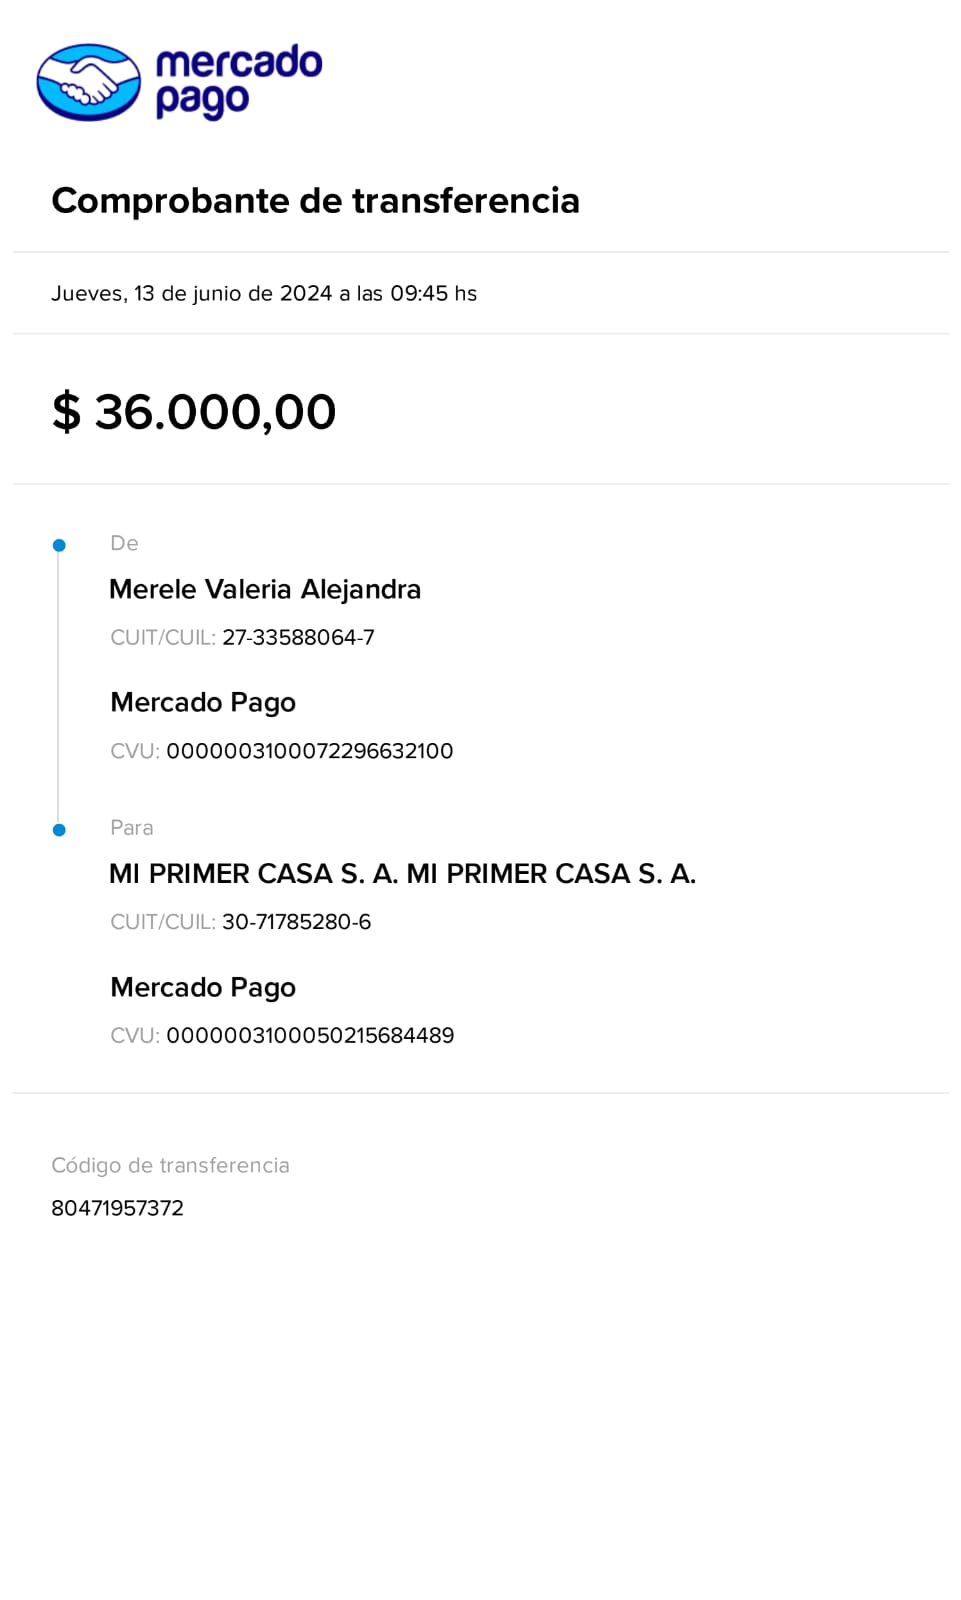 mercado
pago
Comprobante de transferencia
Jueves, 13 de junio de 2024 a las 09:45 hs
$ 36.000,00
De
Merele Valeria Alejandra
CUIT/CUIL: 27-33588064-7
Mercado Pago
CVU: 0000003100072296632100
Para
MI PRIMER CASA S. A. MI PRIMER CASA S. A.
CUIT/CUIL: 30-71785280-6
Mercado Pago
CVU: 0000003100050215684489
Código de transferencia
80471957372